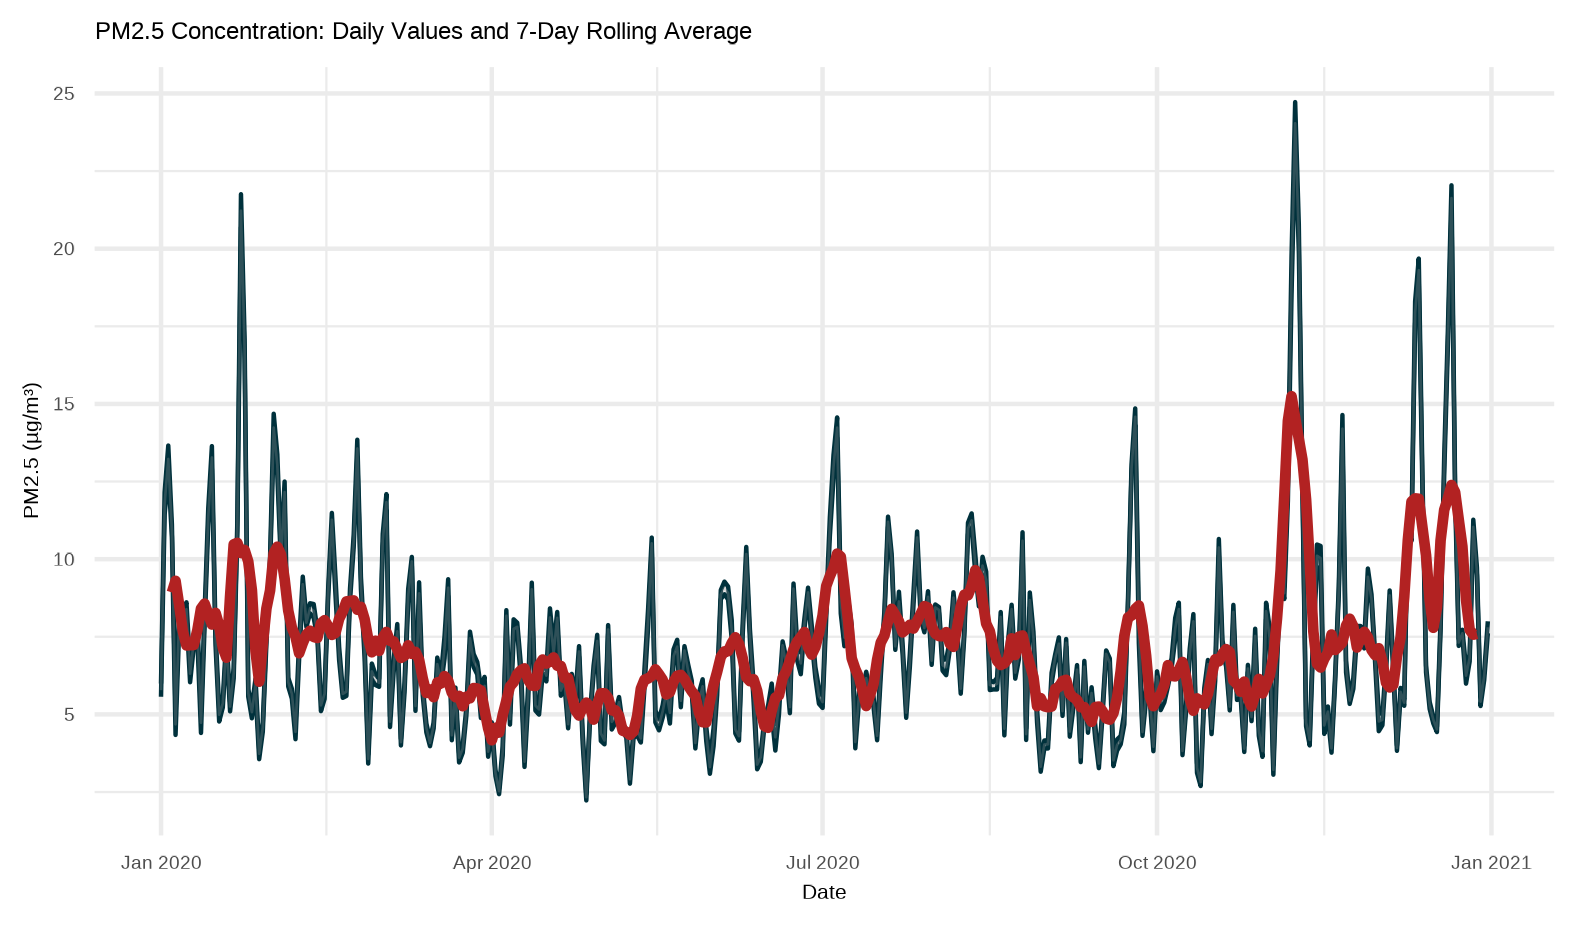 PM2.5 Concentration: Daily Values and 7-Day Rolling Average
25
20
15
10
5
PM2.5 (µg/m³)
Jan 2020
Apr 2020
Jul 2020
Oct 2020
Jan 2021
Date